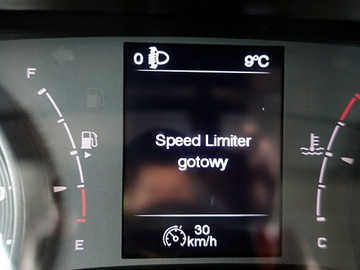 0 9°C
F
Speed Limiter
gotowy
E C
30
km/h